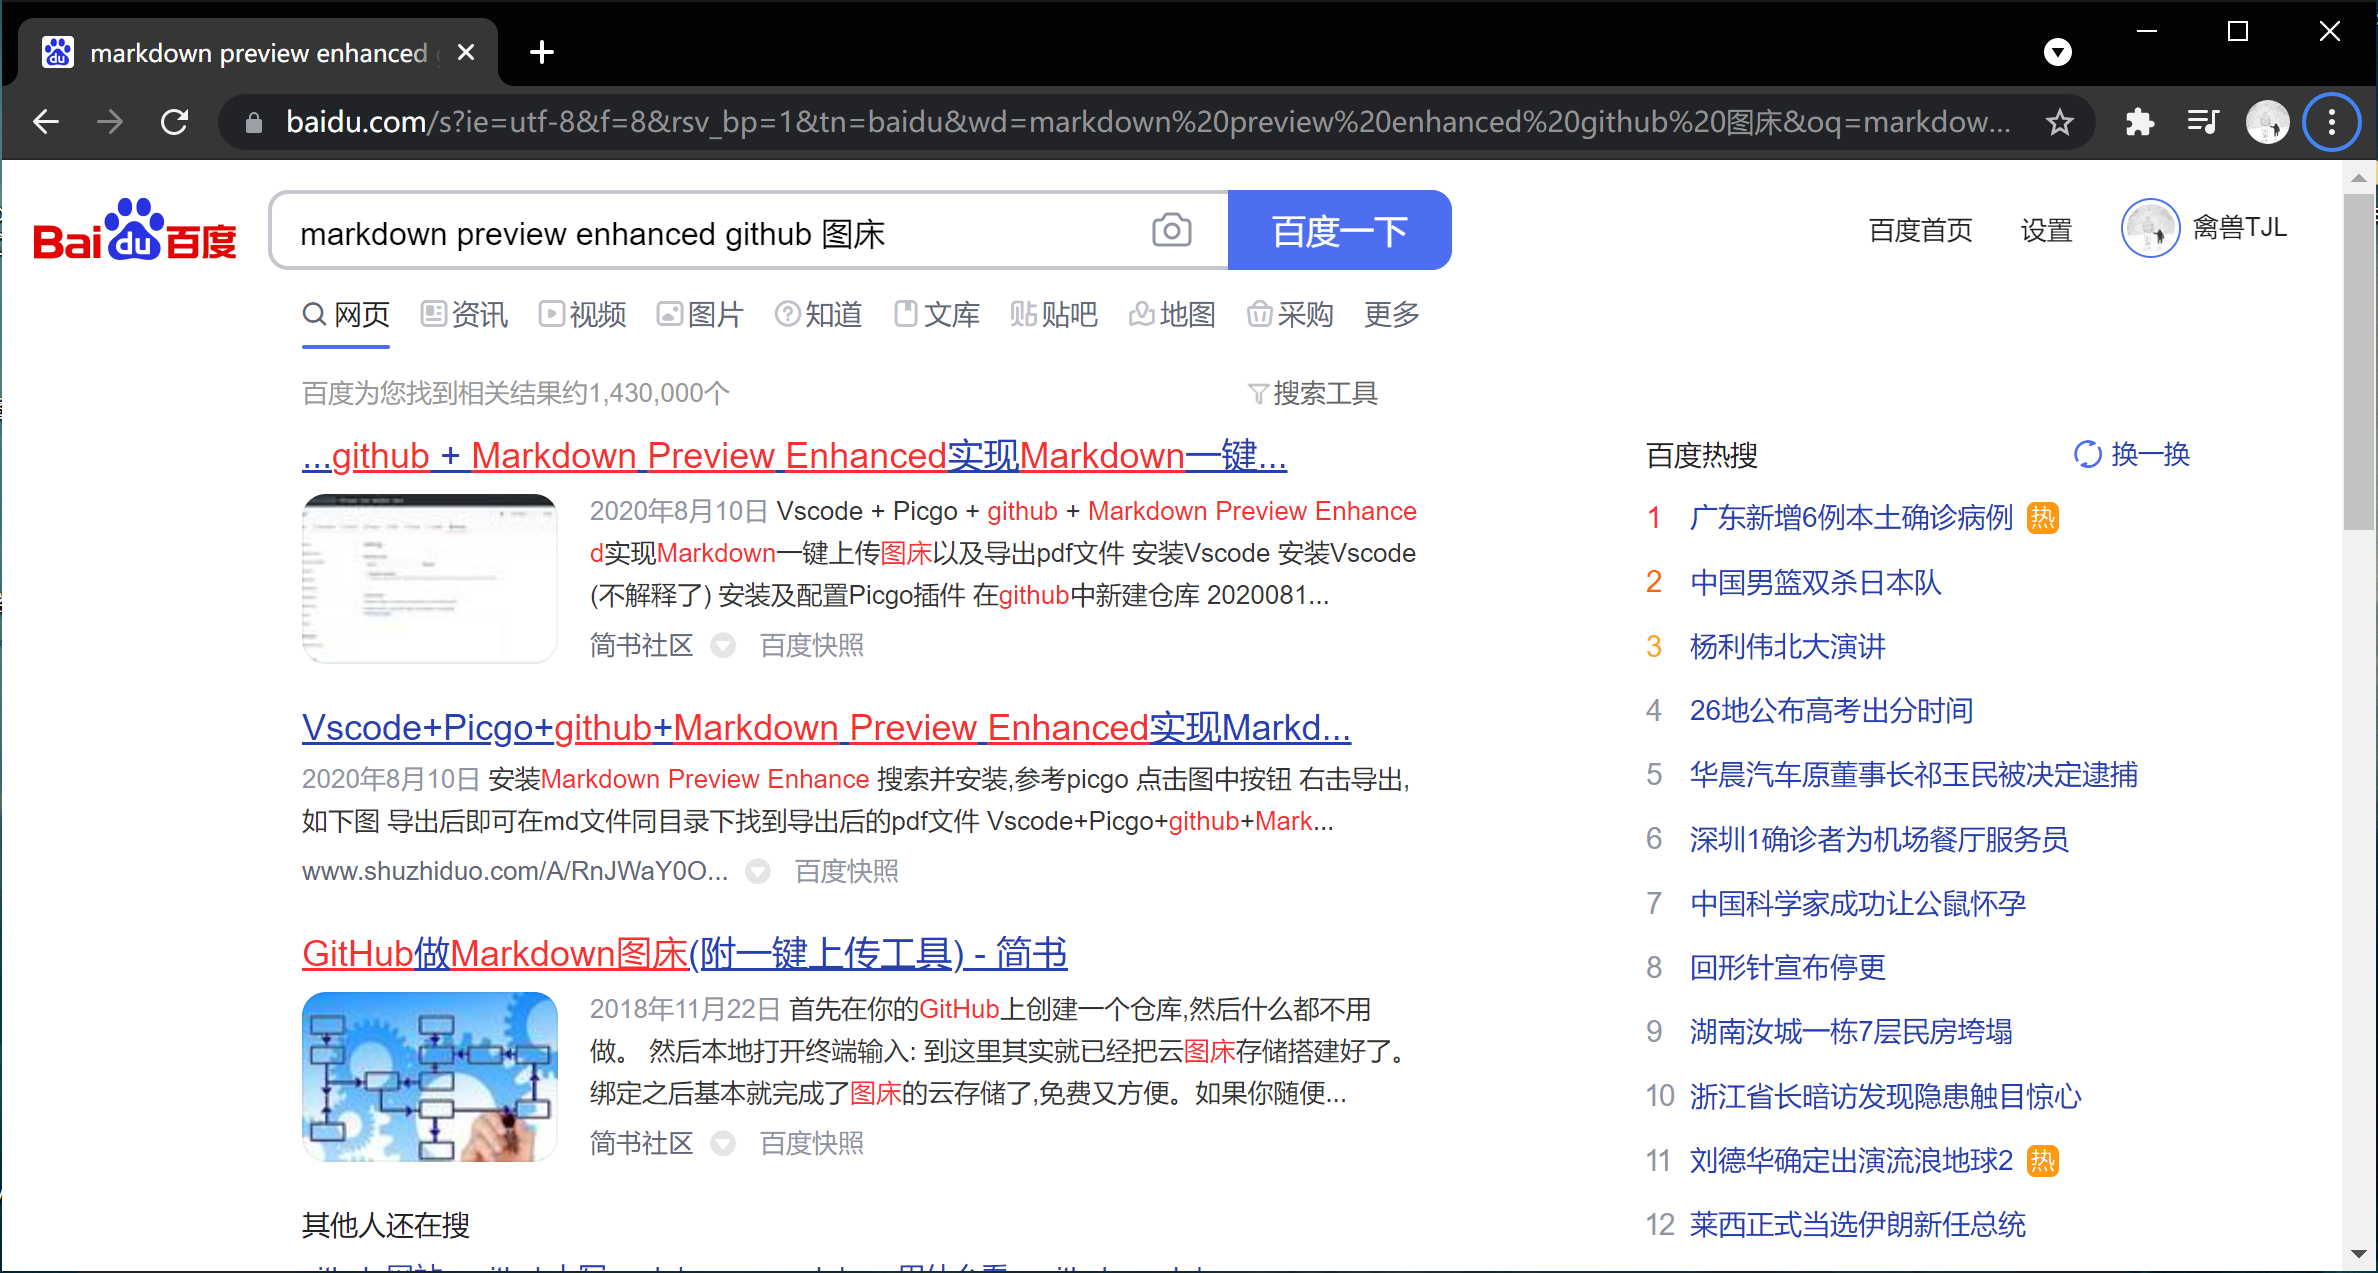 markdown preview enhanced
baidu.com/s?ie=utf-8&f=8&rsv_bp=1&tn=baidu&wd=markdown%20preview%20enhanced%20github%20图床&oq=markdow...
Bai du 百度
markdown preview enhanced github 图床
百度一下
百度首页
设置
禽兽TJL
网页
资讯
视频
图片
知道
文库
贴 贴吧
地图
采购
更多
百度为您找到相关结果约1,430,000个
搜索工具
...github + Markdown Preview Enhanced实现Markdown一键...
2020年8月10日 Vscode + Picgo + github + Markdown Preview Enhance
d实现Markdown一键上传图床以及导出pdf文件 安装Vscode 安装Vscode
(不解释了) 安装及配置Picgo插件 在github中新建仓库 2020081...
简书社区 百度快照
Vscode+Picgo+github+Markdown Preview Enhanced实现Markd...
2020年8月10日 安装Markdown Preview Enhance 搜索并安装,参考picgo 点击图中按钮 右击导出,
如下图 导出后即可在md文件同目录下找到导出后的pdf文件 Vscode+Picgo+github+Mark...
www.shuzhiduo.com/A/RnJWaY0O... 百度快照
GitHub做Markdown图床(附一键上传工具) - 简书
2018年11月22日 首先在你的GitHub上创建一个仓库,然后什么都不用
做。 然后本地打开终端输入: 到这里其实就已经把云图床存储搭建好了。
绑定之后基本就完成了图床的云存储了,免费又方便。如果你随便...
简书社区 百度快照
其他人还在搜
百度热搜
换一换
1 广东新增6例本土确诊病例 热
2 中国男篮双杀日本队
3 杨利伟北大演讲
4 26地公布高考出分时间
5 华晨汽车原董事长祁玉民被决定逮捕
6 深圳1确诊者为机场餐厅服务员
7 中国科学家成功让公鼠怀孕
8 回形针宣布停更
9 湖南汝城一栋7层民房垮塌
10 浙江省长暗访发现隐患触目惊心
11 刘德华确定出演流浪地球2 热
12 莱西正式当选伊朗新任总统